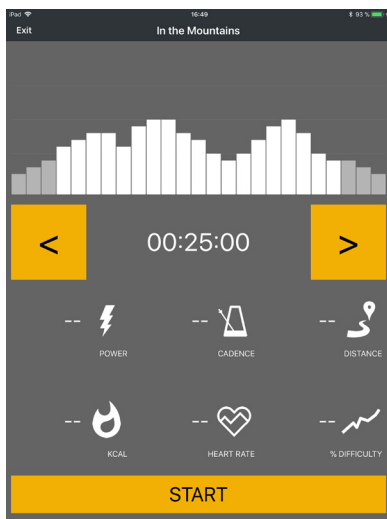 iPad 16:49 93 %
Exit In the Mountains
< 00:25:00 >
-- -- --
POWER CADENCE DISTANCE
-- -- --
KCAL HEART RATE % DIFFICULTY
START